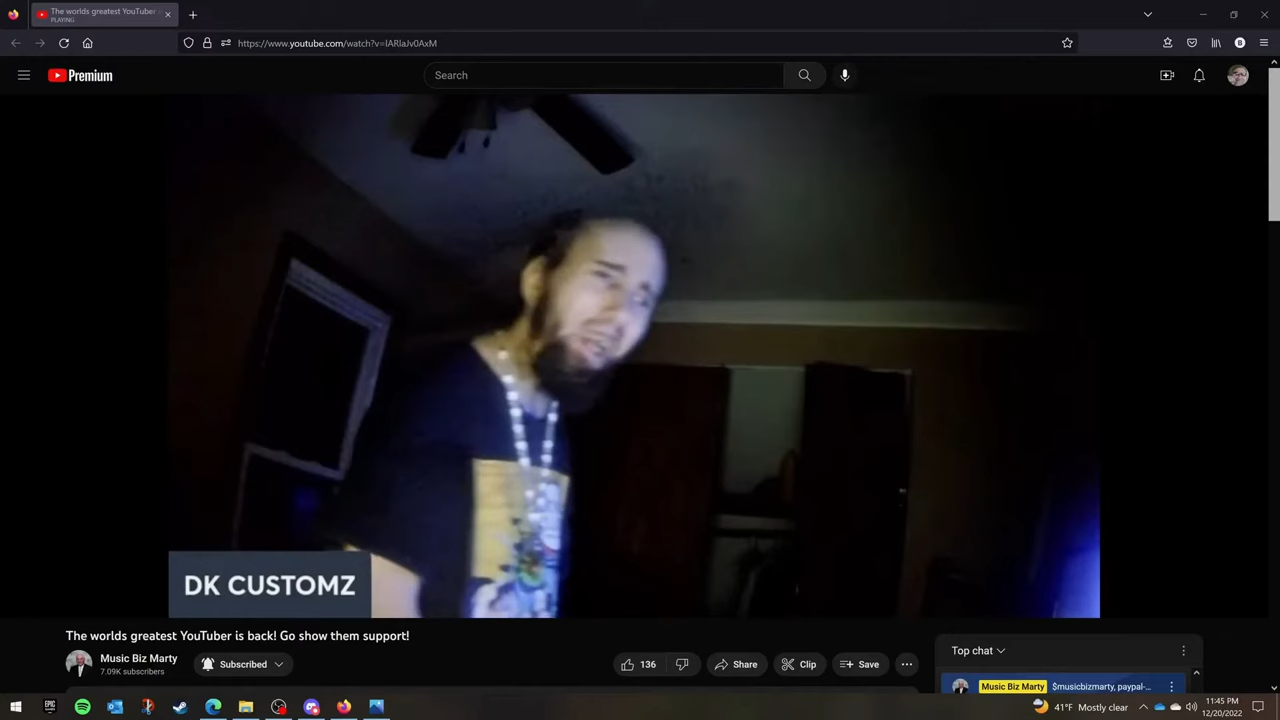 The worlds greatest YouTuber
PLAYING
https://www.youtube.com/watch?v=lARlaJv0AxM
B
Premium
Search
DK CUSTOMZ
The worlds greatest YouTuber is back! Go show them support!
Music Biz Marty
7.09K subscribers
Subscribed
136
Share
Clip
Save
Top chat
Music Biz Marty $musicbizmarty, paypal-...
EPIC
41°F Mostly clear
11:45 PM
12/20/2022